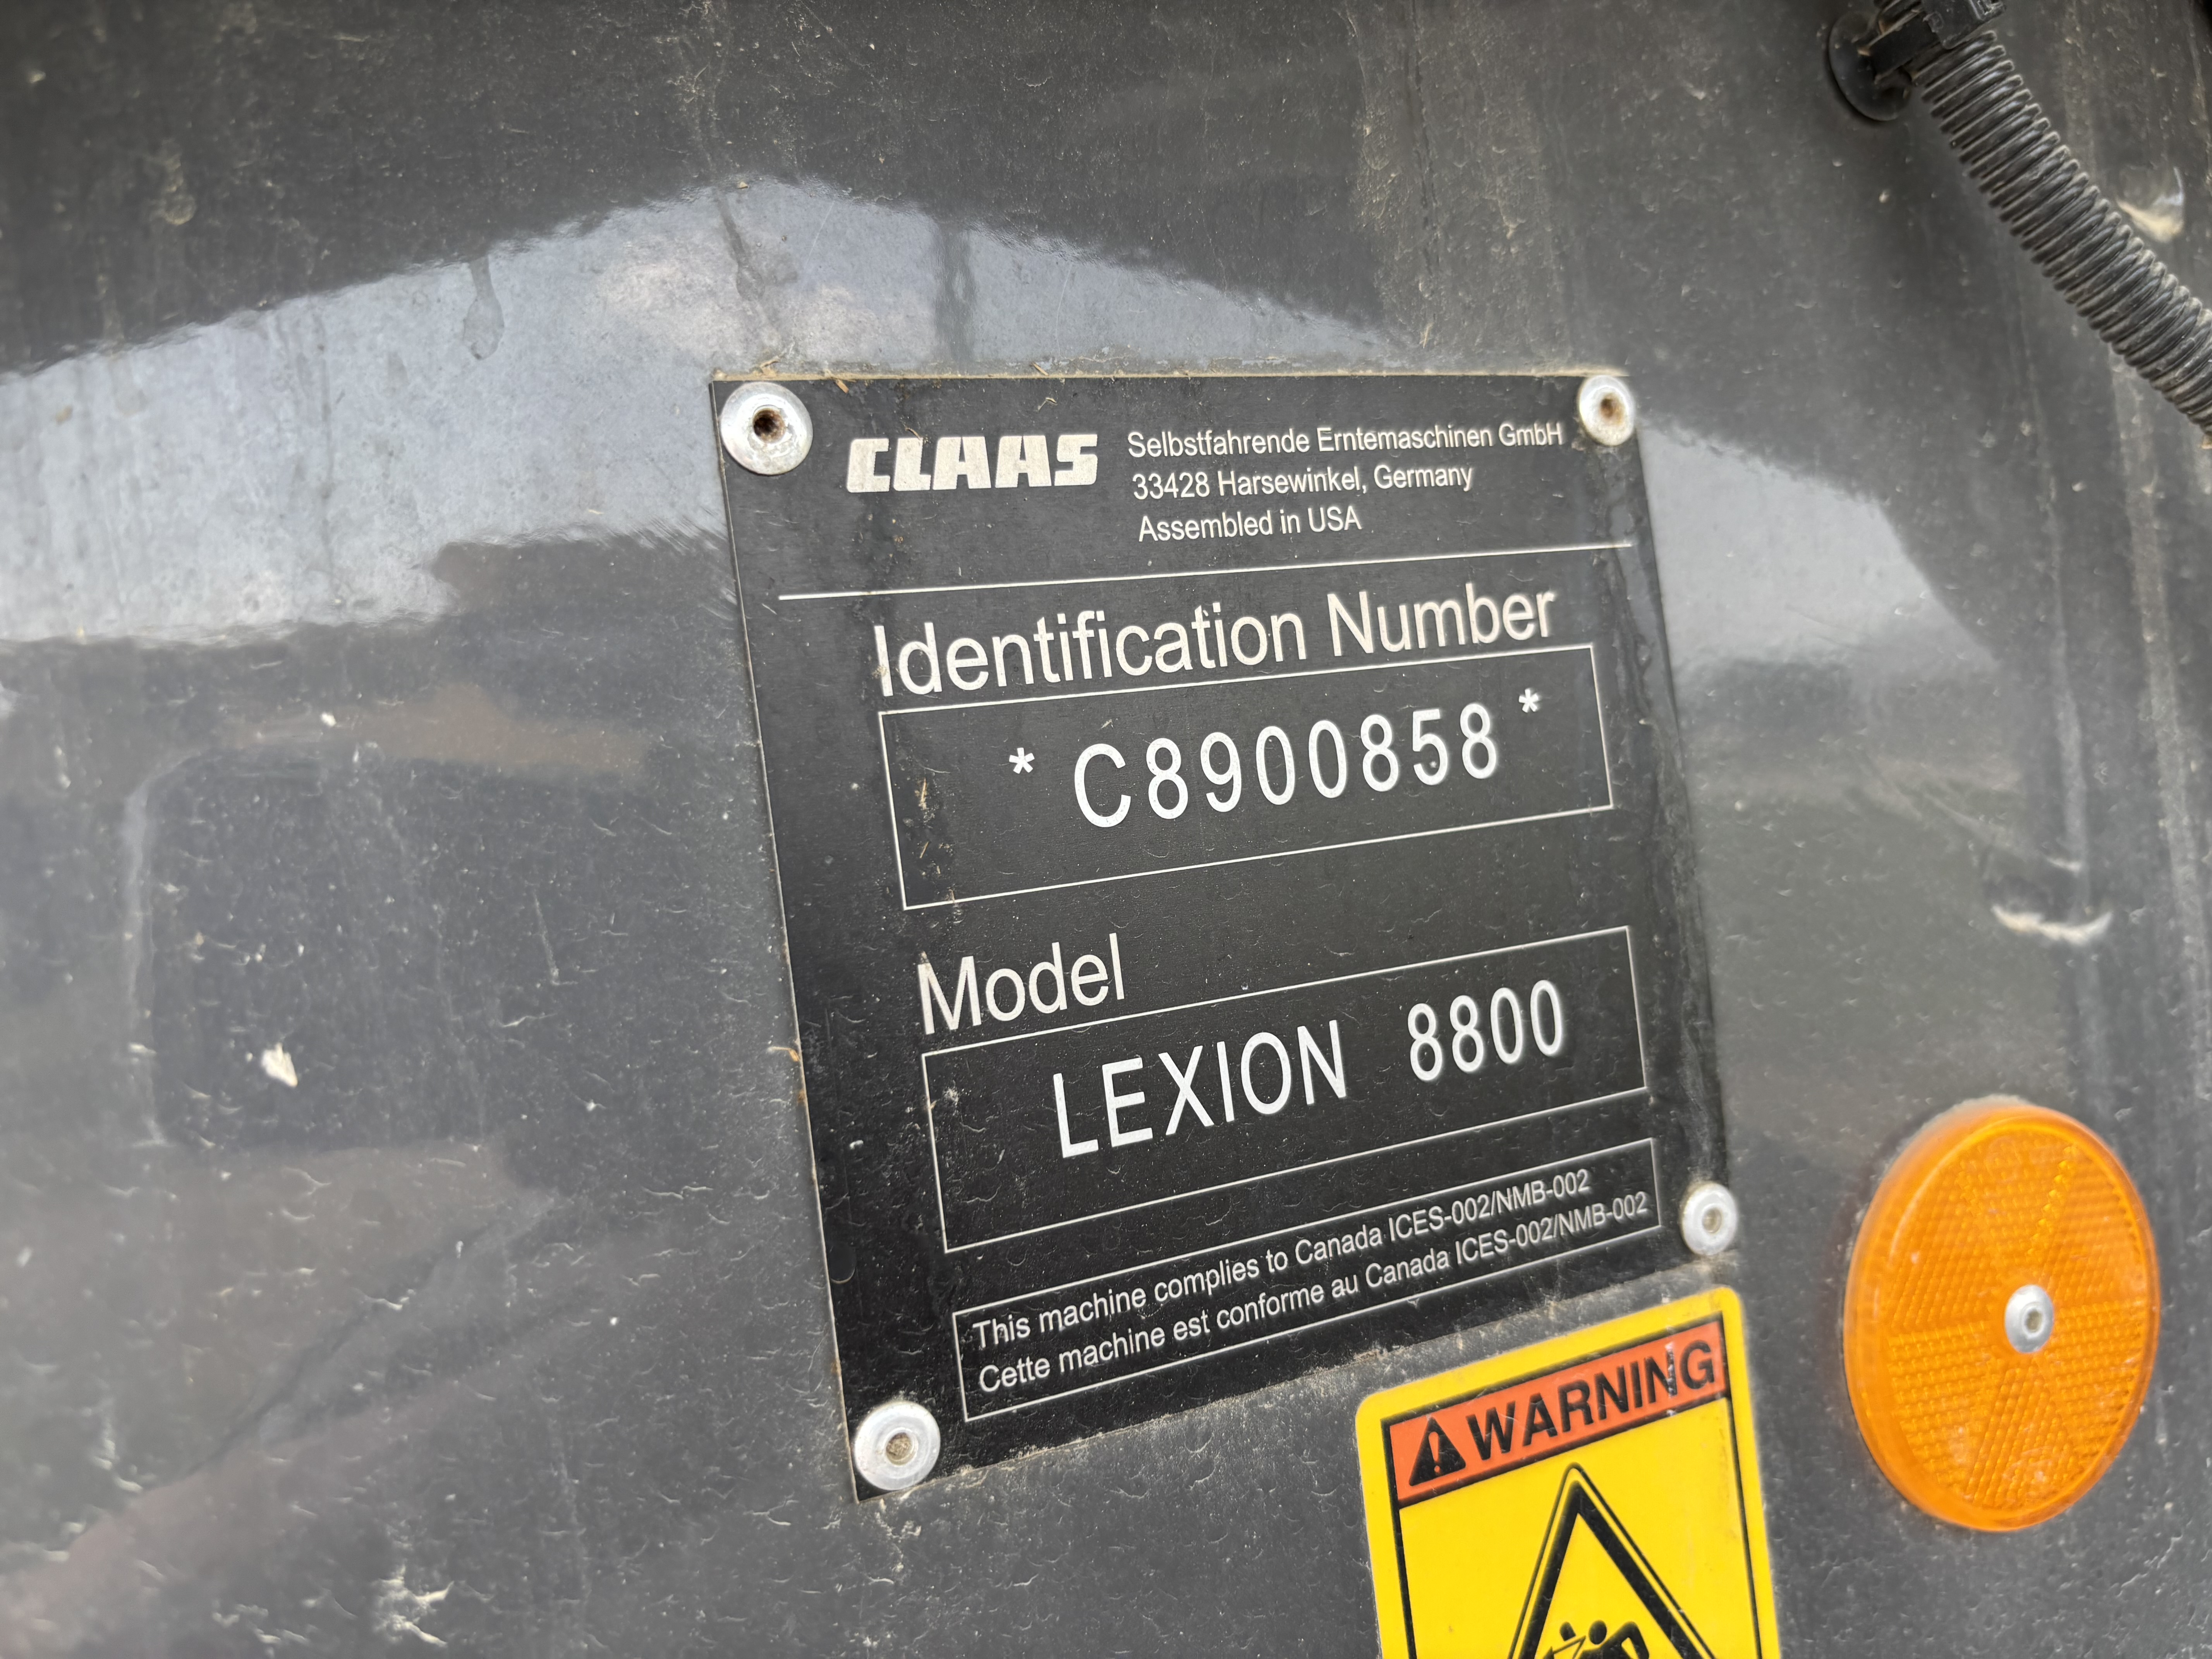 CLAAS Selbstfahrende Erntemaschinen GmbH
33428 Harsewinkel, Germany
Assembled in USA
Identification Number
* C8900858 *
Model
LEXION 8800
This machine complies to Canada ICES-002/NMB-002
Cette machine est conforme au Canada ICES-002/NMB-002
WARNING